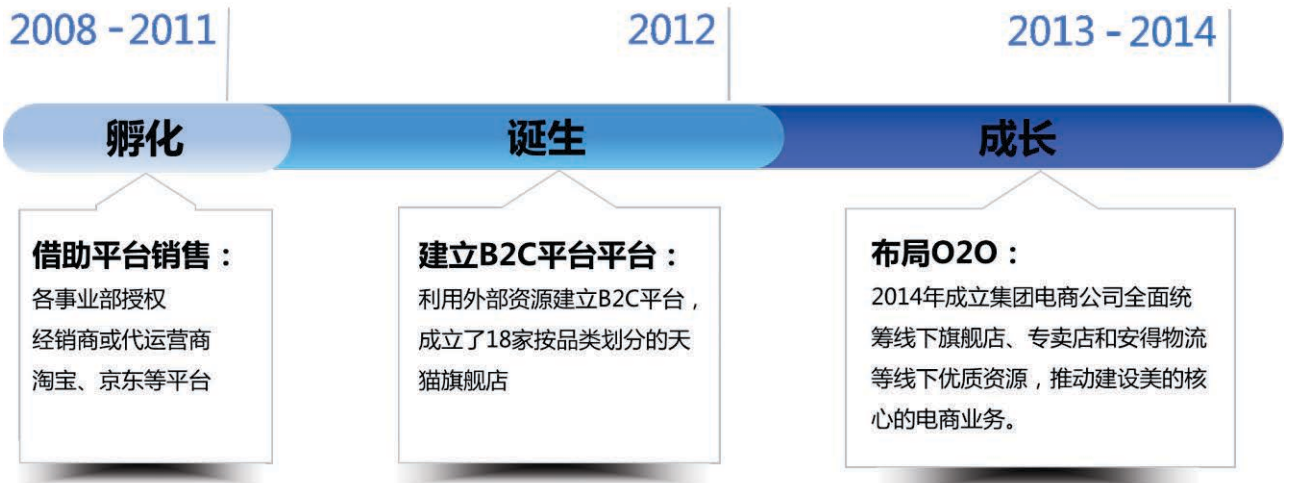 2008 - 2011
2012
2013 - 2014
孵化
诞生
成长
借助平台销售：
各事业部授权
经销商或代运营商
淘宝、京东等平台
建立B2C平台平台：
利用外部资源建立B2C平台，
成立了18家按品类划分的天
猫旗舰店
布局O2O：
2014年成立集团电商公司全面统
筹线下旗舰店、专卖店和安得物流
等线下优质资源，推动建设美的核
心的电商业务。